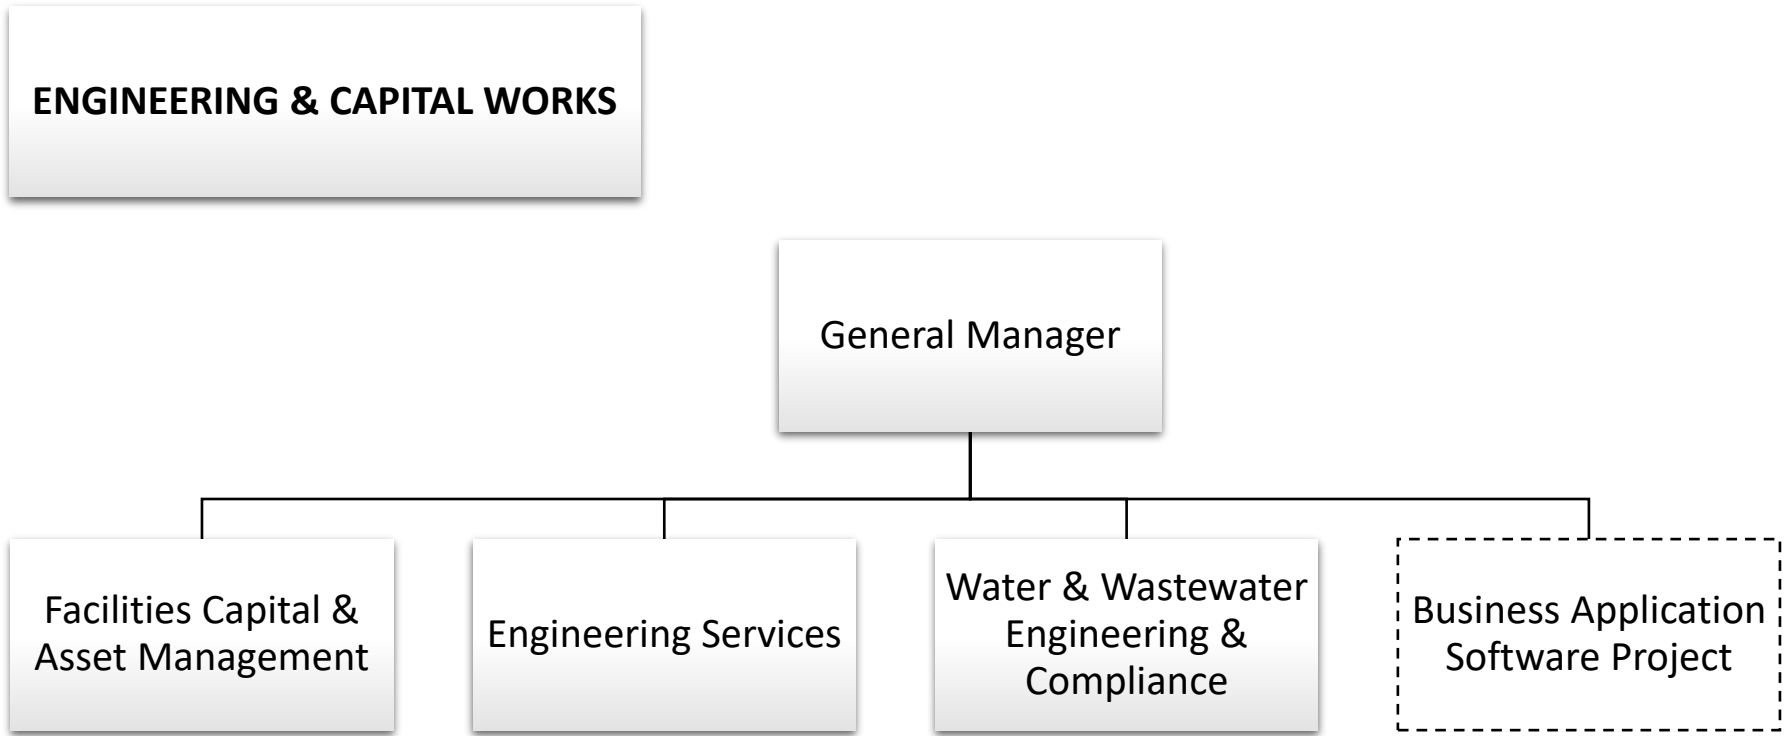 ENGINEERING & CAPITAL WORKS
General Manager
Facilities Capital &
Asset Management
Engineering Services
Water & Wastewater
Engineering &
Compliance
Business Application
Software Project